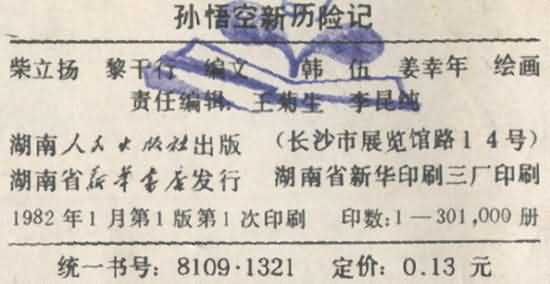 孙悟空新历险记
柴立扬 黎干行 编文 韩伍 姜幸年 绘画
责任编辑：王菊生 李昆纯
湖南人民出版社出版 （长沙市展览馆路14号）
湖南省新华书店发行 湖南省新华印刷三厂印刷
1982年1月第1版第1次印刷 印数：1—301,000册
统一书号：8109·1321 定价：0.13元